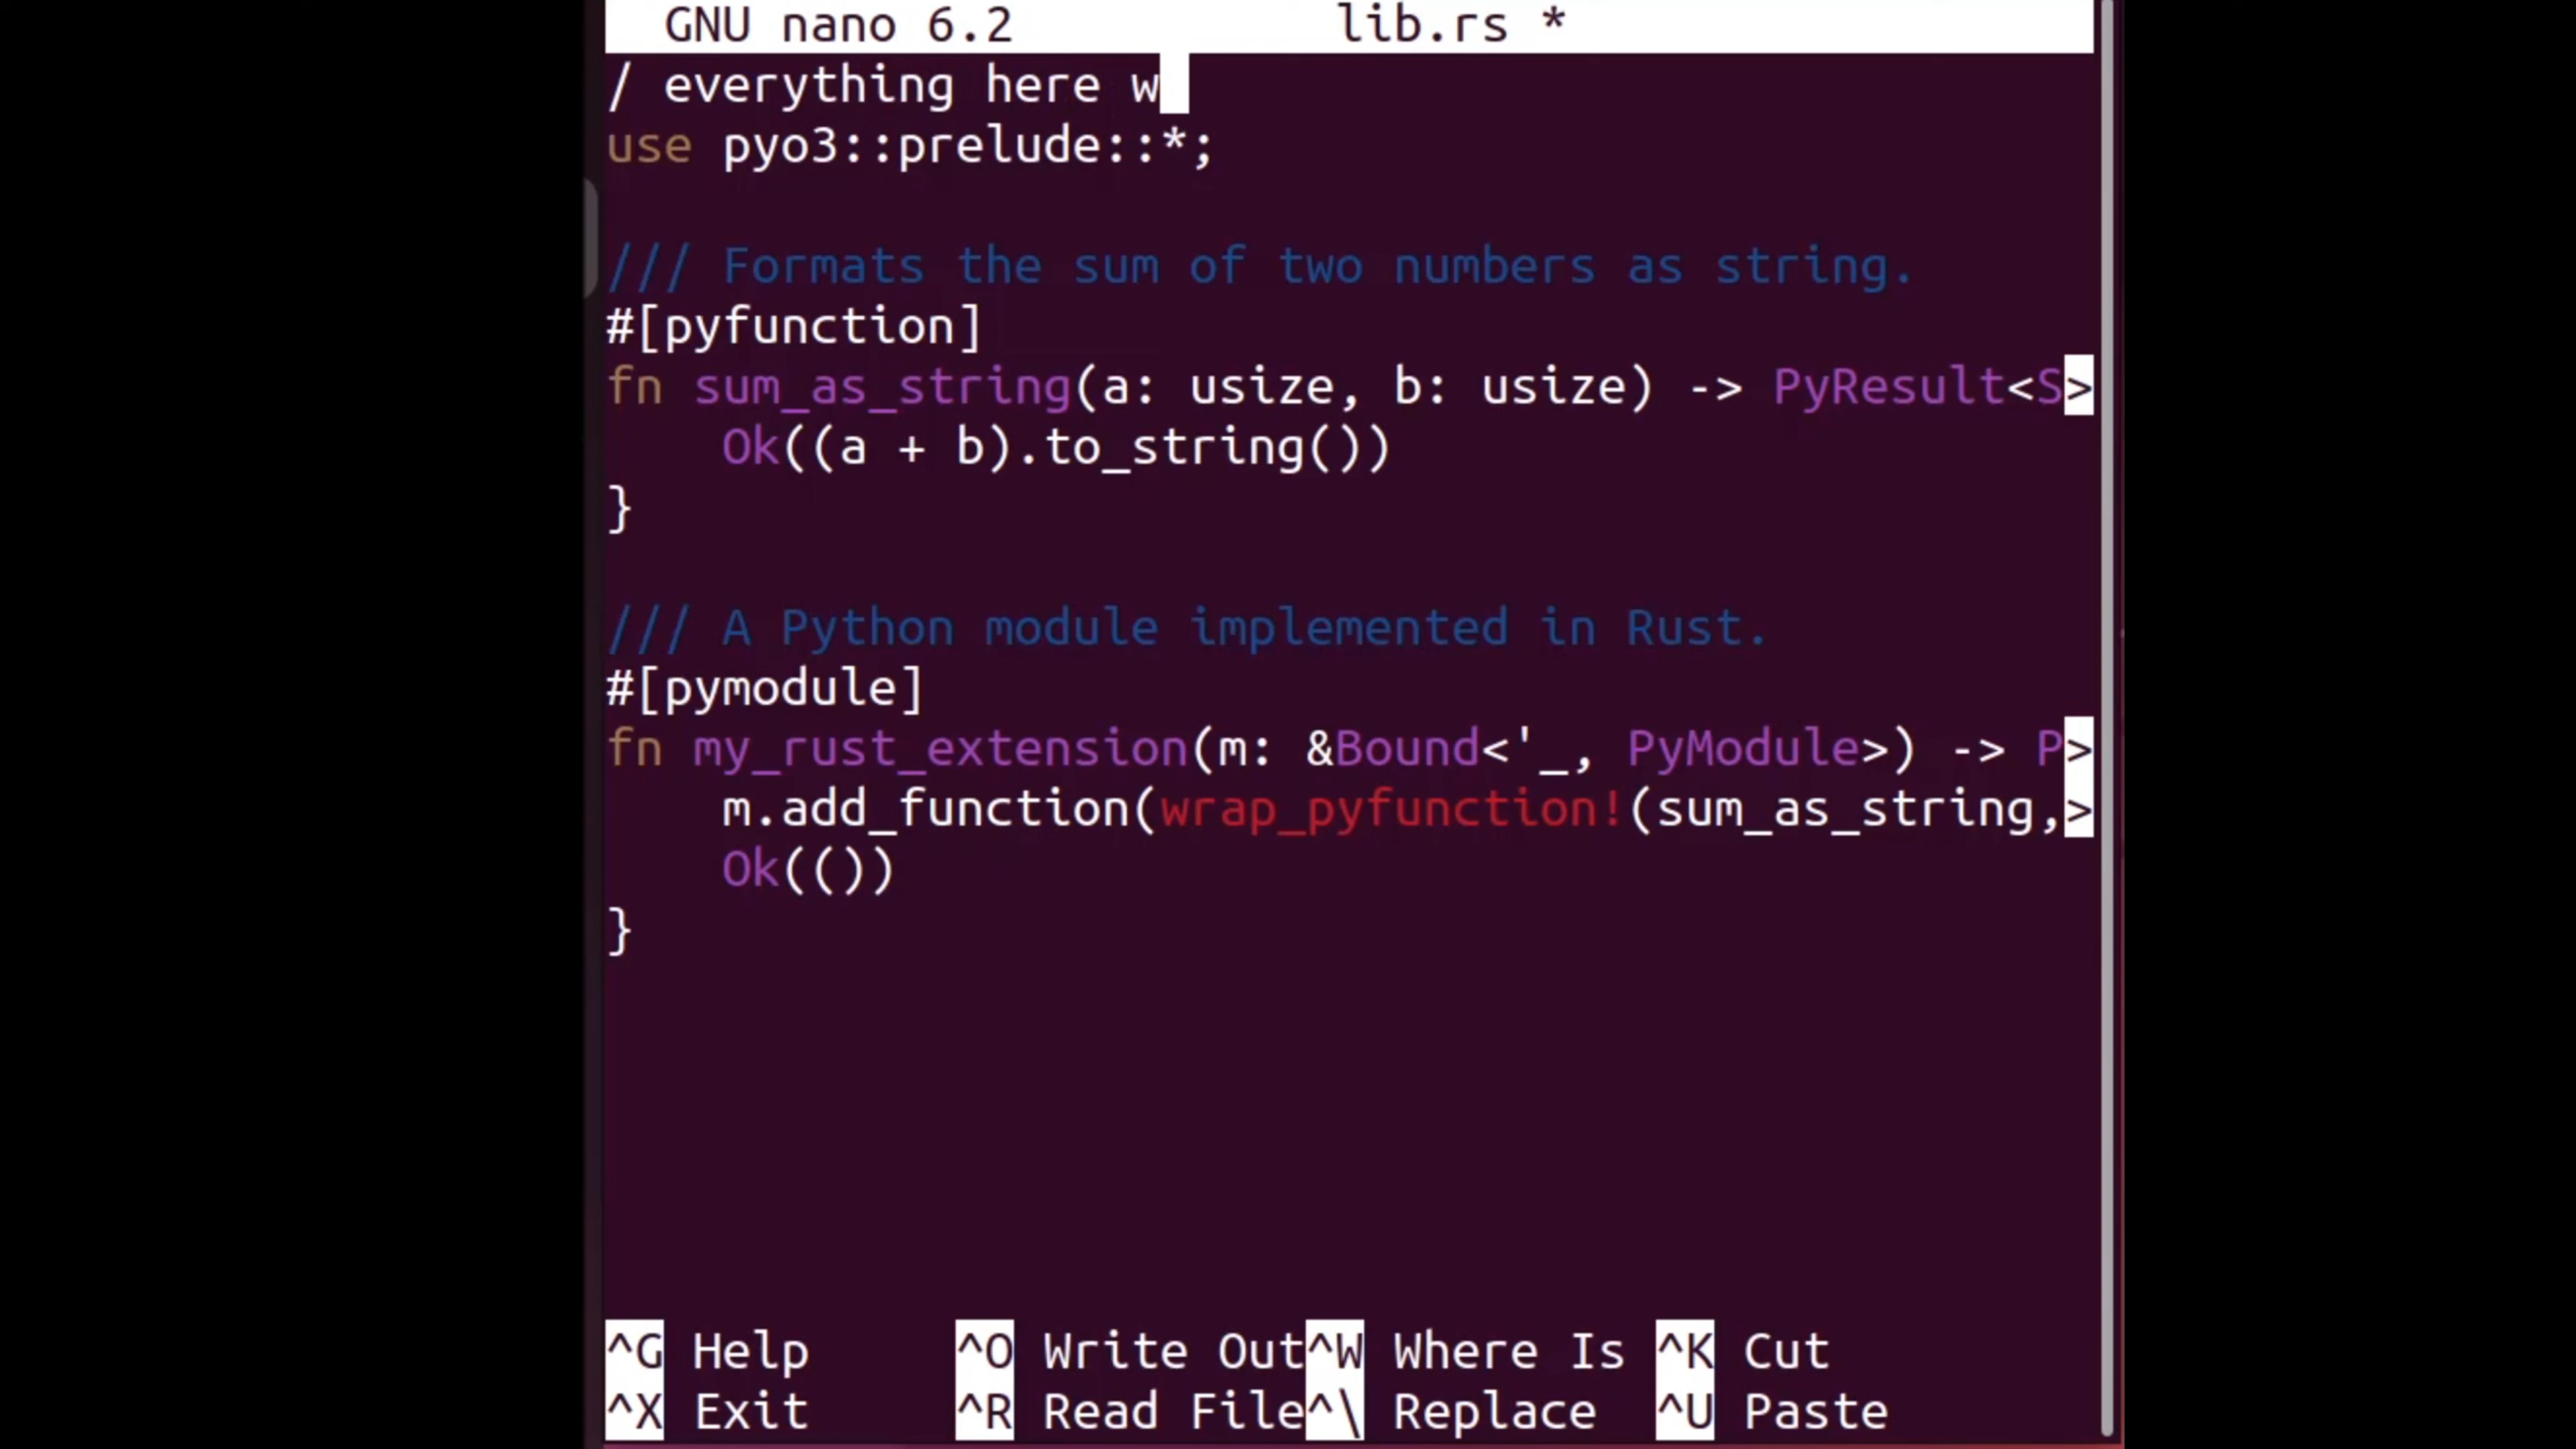 GNU nano 6.2 lib.rs *
/ everything here w
use pyo3::prelude::*;
/// Formats the sum of two numbers as string.
#[pyfunction]
fn sum_as_string(a: usize, b: usize) -> PyResult<S>
    Ok((a + b).to_string())
}
/// A Python module implemented in Rust.
#[pymodule]
fn my_rust_extension(m: &Bound<'_, PyModule>) -> P>
    m.add_function(wrap_pyfunction!(sum_as_string,>
    Ok(())
}
^G Help ^O Write Out ^W Where Is ^K Cut
^X Exit ^R Read File ^\ Replace ^U Paste